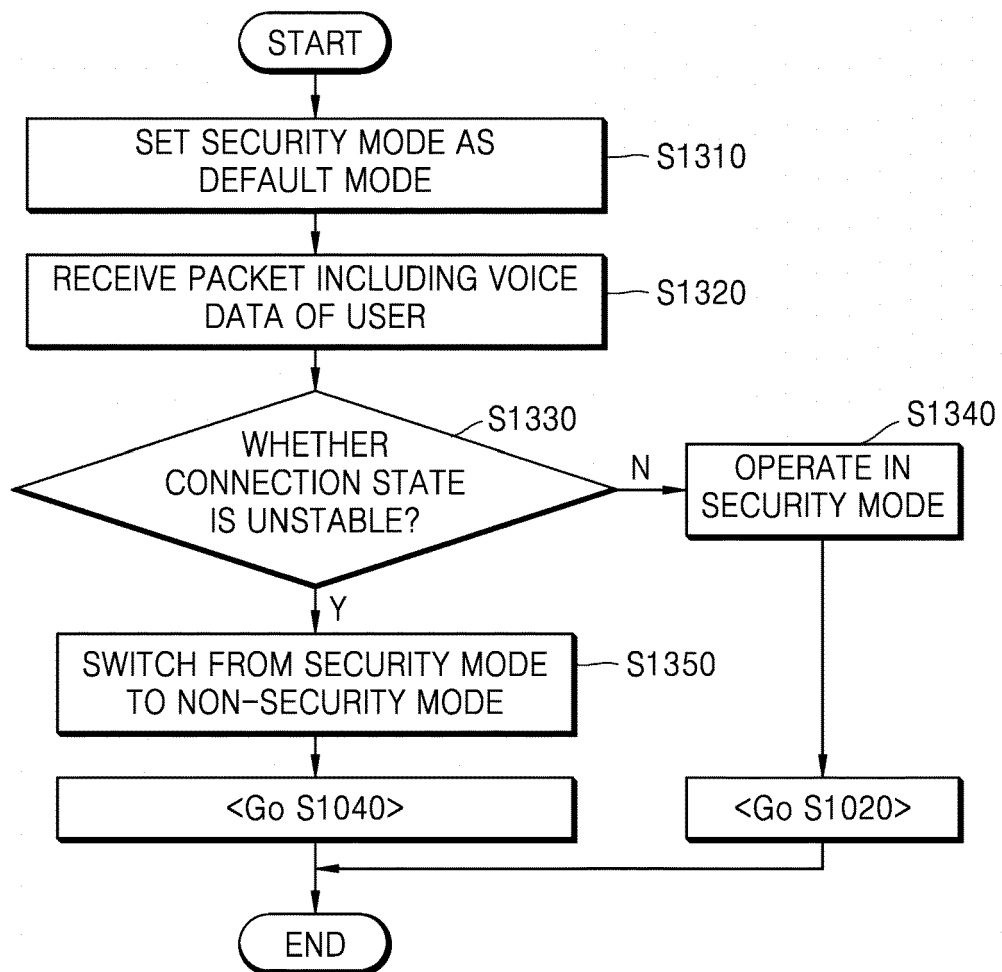 START
SET SECURITY MODE AS
DEFAULT MODE
S1310
RECEIVE PACKET INCLUDING VOICE
DATA OF USER
S1320
S1330
WHETHER
CONNECTION STATE
IS UNSTABLE?
N
S1340
OPERATE IN
SECURITY MODE
Y
SWITCH FROM SECURITY MODE
TO NON-SECURITY MODE
S1350
<Go S1040>
<Go S1020>
END